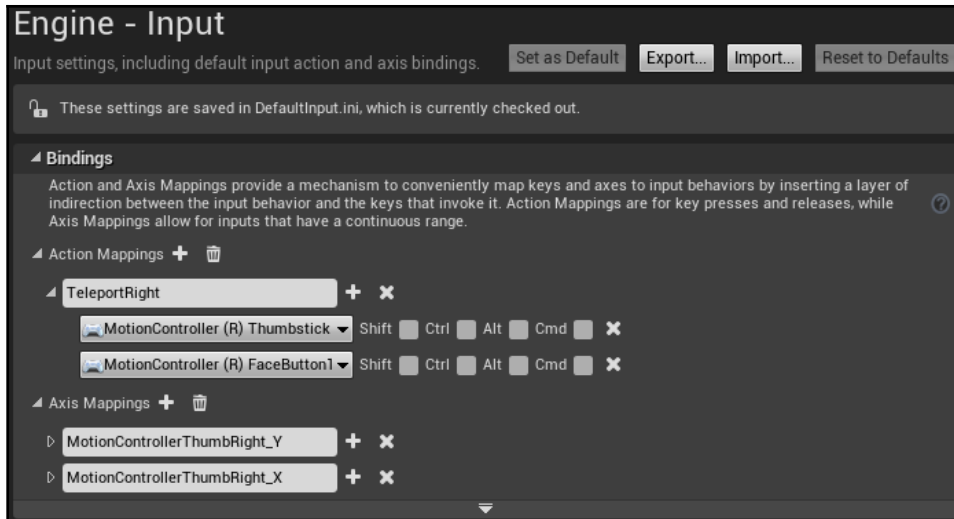 Engine - Input
Input settings, including default input action and axis bindings.
Set as Default
Export...
Import...
Reset to Defaults
These settings are saved in DefaultInput.ini, which is currently checked out.
Bindings
Action and Axis Mappings provide a mechanism to conveniently map keys and axes to input behaviors by inserting a layer of
indirection between the input behavior and the keys that invoke it. Action Mappings are for key presses and releases, while
Axis Mappings allow for inputs that have a continuous range.
Action Mappings
TeleportRight
MotionController (R) Thumbstick Shift Ctrl Alt Cmd
MotionController (R) FaceButton1 Shift Ctrl Alt Cmd
Axis Mappings
MotionControllerThumbRight_Y
MotionControllerThumbRight_X